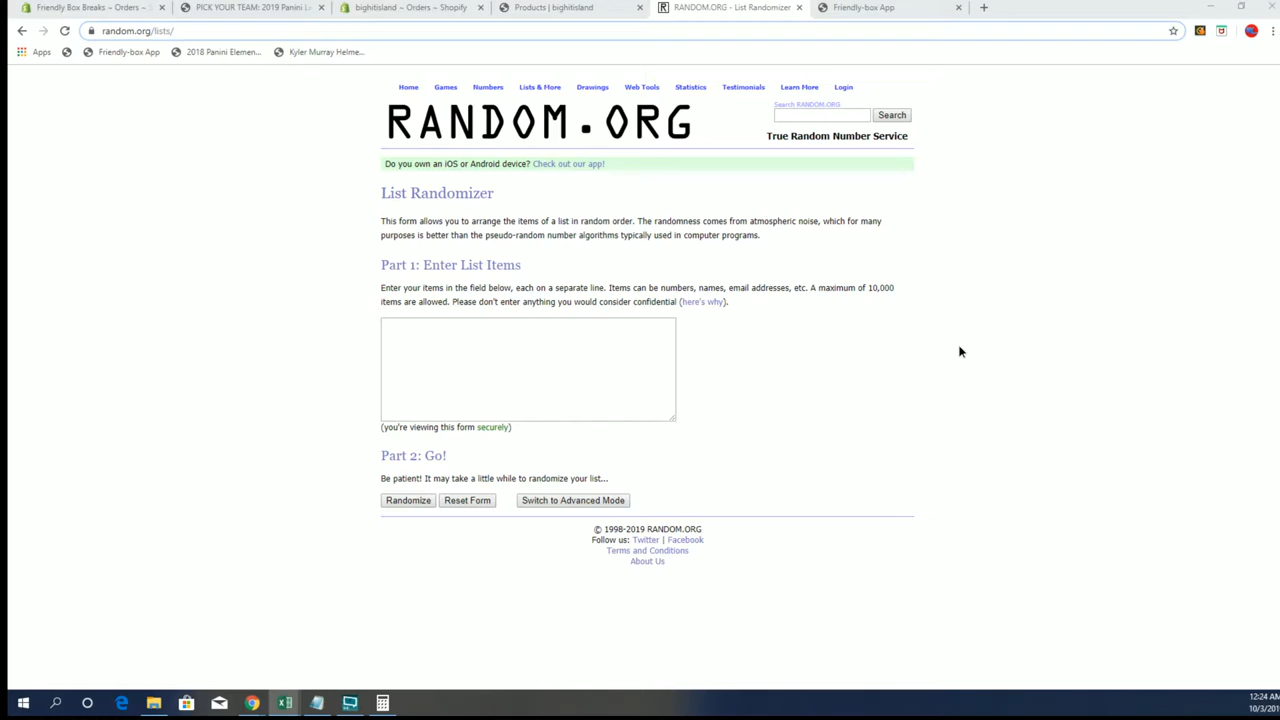 Friendly Box Breaks – Orders –
PICK YOUR TEAM: 2019 Panini
bighitisland – Orders – Shopify
Products | bighitisland
RANDOM.ORG - List Randomizer
Friendly-box App
random.org/lists/
Apps
Friendly-box App
2018 Panini Elemen...
Kyler Murray Helme...
Home Games Numbers Lists & More Drawings Web Tools Statistics Testimonials Learn More Login
RANDOM.ORG
Search RANDOM.ORG
Search
True Random Number Service
Do you own an iOS or Android device? Check out our app!
List Randomizer
This form allows you to arrange the items of a list in random order. The randomness comes from atmospheric noise, which for many
purposes is better than the pseudo-random number algorithms typically used in computer programs.
Part 1: Enter List Items
Enter your items in the field below, each on a separate line. Items can be numbers, names, email addresses, etc. A maximum of 10,000
items are allowed. Please don't enter anything you would consider confidential (here's why).
(you're viewing this form securely)
Part 2: Go!
Be patient! It may take a little while to randomize your list...
Randomize Reset Form Switch to Advanced Mode
© 1998-2019 RANDOM.ORG
Follow us: Twitter | Facebook
Terms and Conditions
About Us
12:24 AM
10/3/201